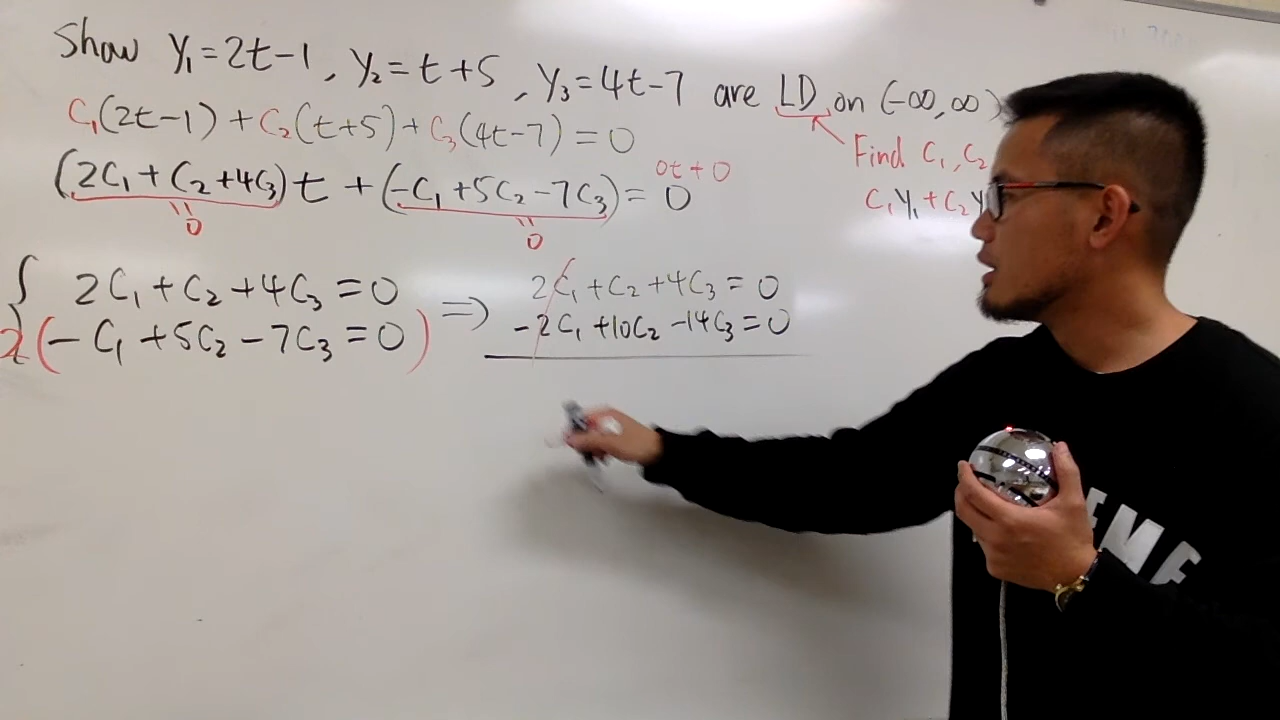 Show y₁=2t-1, y₂=t+5, y₃=4t-7 are LD on (-∞,∞)
C₁(2t-1)+C₂(t+5)+C₃(4t-7)=0
Find C₁, C₂
C₁y₁+C₂y
0t+0
(2C₁+C₂+4C₃)t+(-C₁+5C₂-7C₃)=0
0
0
2C₁+C₂+4C₃=0
2(-C₁+5C₂-7C₃=0)
⇒
2C₁+C₂+4C₃=0
-2C₁+10C₂-14C₃=0